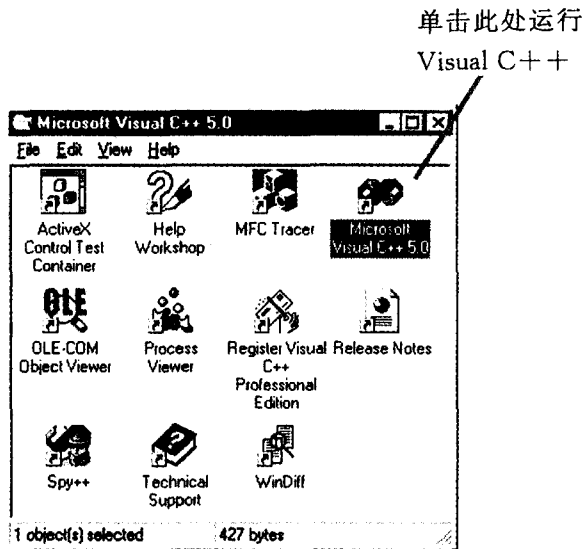 单击此处运行
Visual C++
Microsoft Visual C++ 5.0
File Edit View Help
ActiveX
Control Test
Container
Help
Workshop
MFC Tracer
Microsoft
Visual C++ 5.0
OLE-COM
Object Viewer
Process
Viewer
Register Visual
C++
Professional
Edition
Release Notes
Spy++
Technical
Support
WinDiff
1 object(s) selected
427 bytes